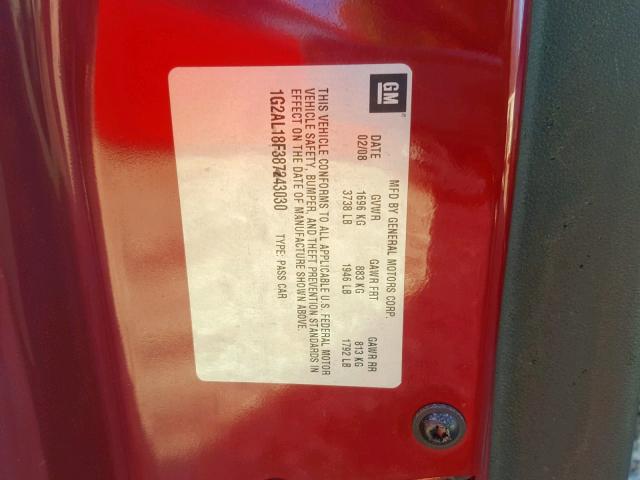 GM
MFD BY GENERAL MOTORS CORP.
DATE GVWR GAWR FRT GAWR RR
02/08 1696 KG 883 KG 813 KG
3738 LB 1946 LB 1792 LB
THIS VEHICLE CONFORMS TO ALL APPLICABLE U.S. FEDERAL MOTOR
VEHICLE SAFETY, BUMPER, AND THEFT PREVENTION STANDARDS IN
EFFECT ON THE DATE OF MANUFACTURE SHOWN ABOVE.
1G2AL18F387243030 TYPE: PASS CAR